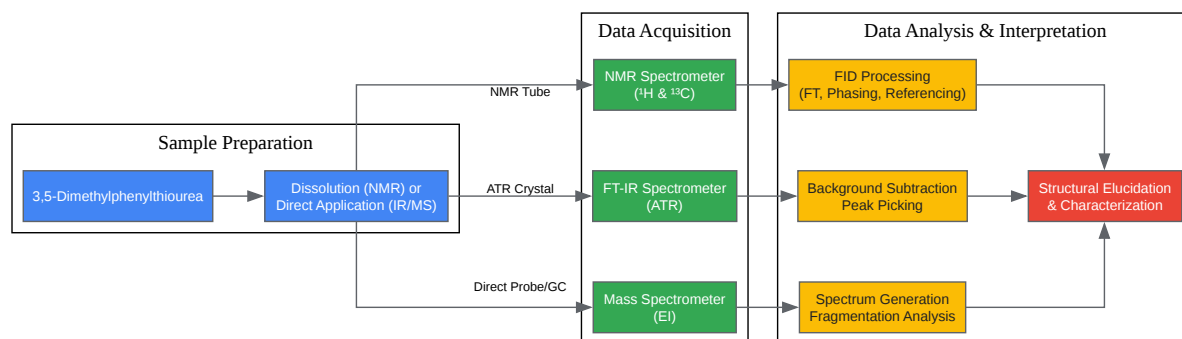 Data Acquisition
Data Analysis & Interpretation
NMR Spectrometer
(¹H & ¹³C)
FID Processing
(FT, Phasing, Referencing)
NMR Tube
Sample Preparation
3,5-Dimethylphenylthiourea
Dissolution (NMR) or
Direct Application (IR/MS)
ATR Crystal
FT-IR Spectrometer
(ATR)
Background Subtraction
Peak Picking
Structural Elucidation
& Characterization
Direct Probe/GC
Mass Spectrometer
(EI)
Spectrum Generation
Fragmentation Analysis